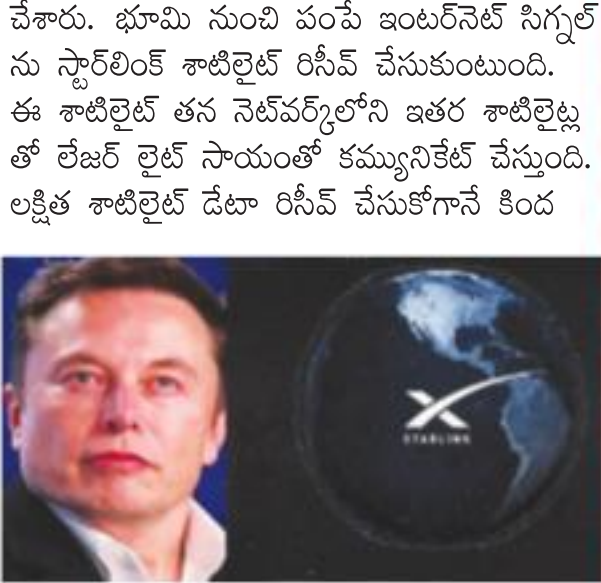 చేశారు. భూమి నుంచి పంపే ఇంటర్‌నెట్ సిగ్నల్
ను స్టార్‌లింక్ శాటిలైట్ రిసీవ్ చేసుకుంటుంది.
ఈ శాటిలైట్ తన నెట్‌వర్క్‌లోని ఇతర శాటిలైట్ల
తో లేజర్ లైట్ సాయంతో కమ్యునికేట్ చేస్తుంది.
లక్షిత శాటిలైట్ డేటా రిసీవ్ చేసుకోగానే కింద
STARLINK